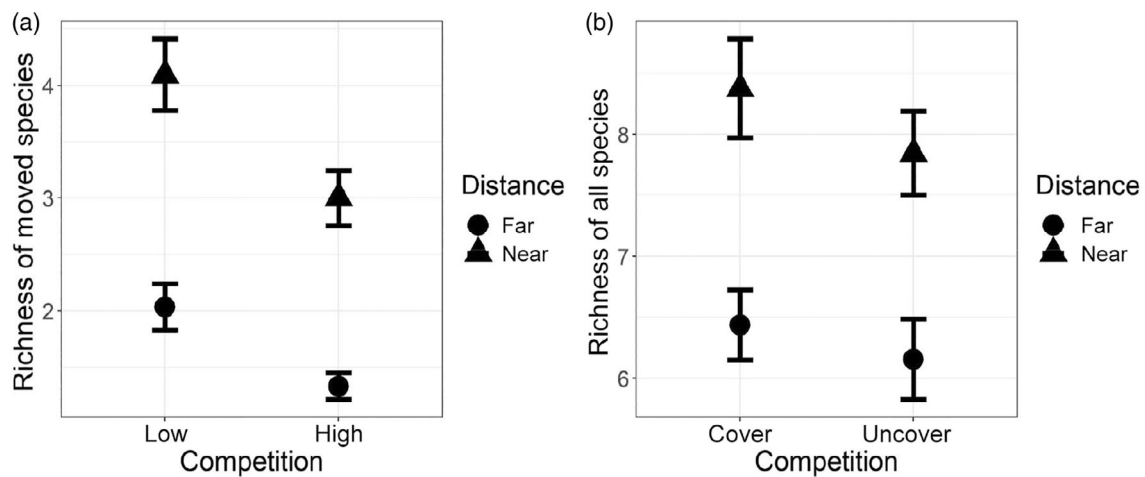 (a)
Richness of moved species
4
3
2
Low High
Competition
Distance
Far
Near
(b)
Richness of all species
8
7
6
Cover Uncover
Competition
Distance
Far
Near